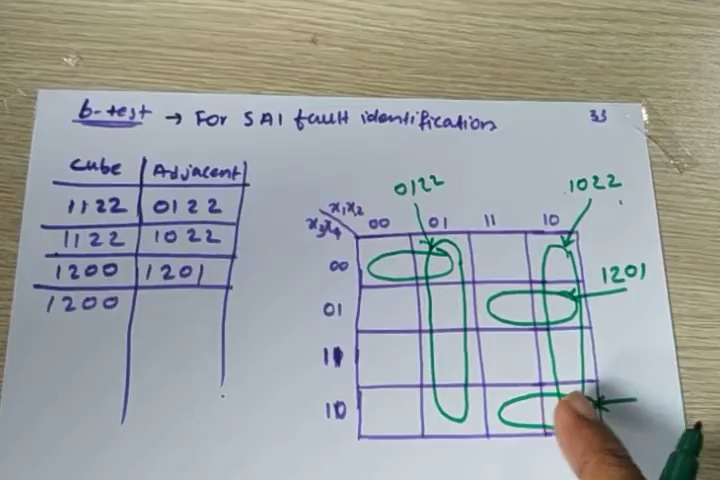 b-test → For SA1 fault identification 33
Cube Adjacent
1122 0122
1122 1022
1200 1201
1200
0122
1022
x₁x₂
x₃x₄
00 01 11 10
00
01
11
10
1201